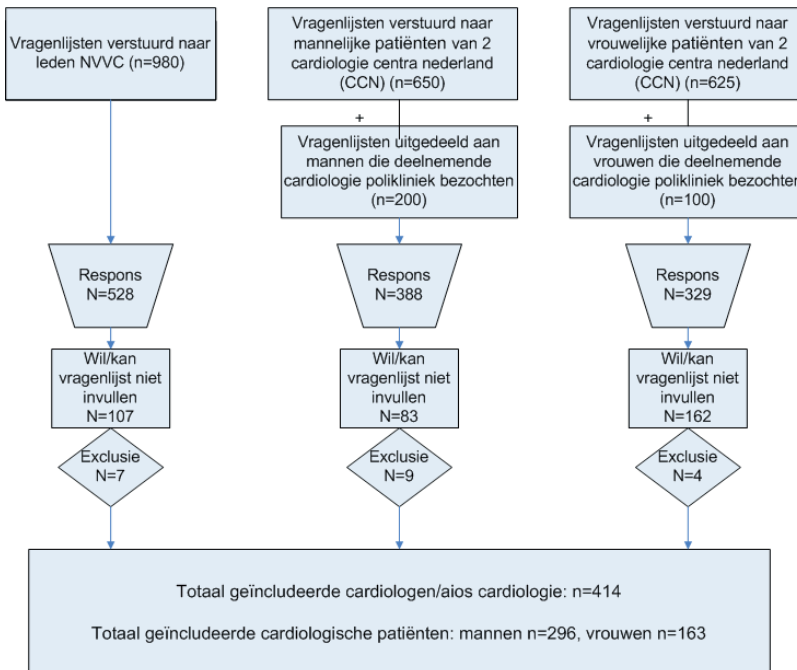 Vragenlijsten verstuurd naar
leden NVVC (n=980)
Vragenlijsten verstuurd naar
mannelijke patiënten van 2
cardiologie centra nederland
(CCN) (n=650)
+
Vragenlijsten uitgedeeld aan
mannen die deelnemende
cardiologie polikliniek bezochten
(n=200)
Vragenlijsten verstuurd naar
vrouwelijke patiënten van 2
cardiologie centra nederland
(CCN) (n=625)
+
Vragenlijsten uitgedeeld aan
vrouwen die deelnemende
cardiologie polikliniek bezochten
(n=100)
Respons
N=528
Respons
N=388
Respons
N=329
Wil/kan
vragenlijst niet
invullen
N=107
Wil/kan
vragenlijst niet
invullen
N=83
Wil/kan
vragenlijst niet
invullen
N=162
Exclusie
N=7
Exclusie
N=9
Exclusie
N=4
Totaal geïncludeerde cardiologen/aios cardiologie: n=414
Totaal geïncludeerde cardiologische patiënten: mannen n=296, vrouwen n=163